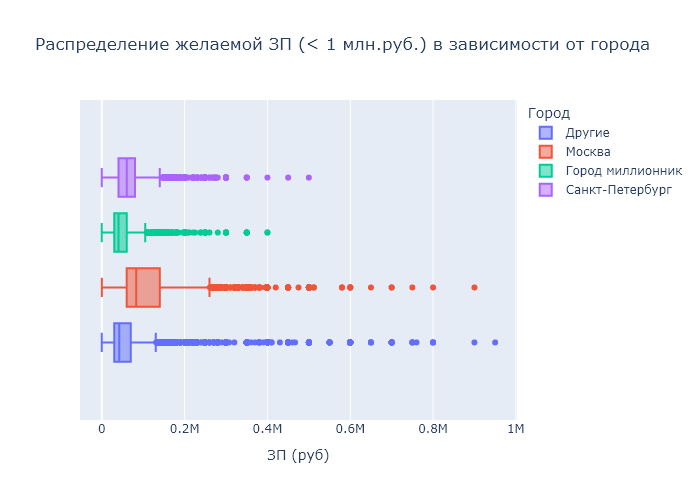 Распределение желаемой ЗП (< 1 млн.руб.) в зависимости от города
Город
Другие
Москва
Город миллионник
Санкт-Петербург
0
0.2M
0.4M
0.6M
0.8M
1M
ЗП (руб)